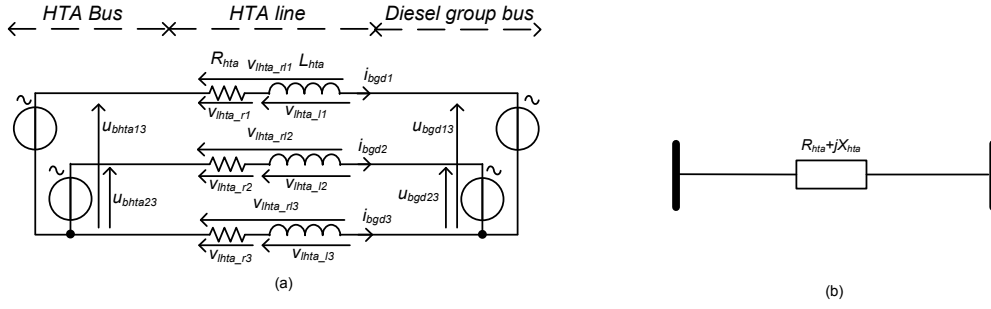 HTA Bus HTA line Diesel group bus
R_hta v_lhta_rl1 L_hta i_bgd1
~ ~
v_lhta_r1 v_lhta_l1
u_bhta13 u_bgd13
v_lhta_rl2 i_bgd2
~ ~
v_lhta_r2 v_lhta_l2
u_bhta23 u_bgd23
v_lhta_rl3 i_bgd3
v_lhta_r3 v_lhta_l3
(a)
R_hta+jX_hta
(b)